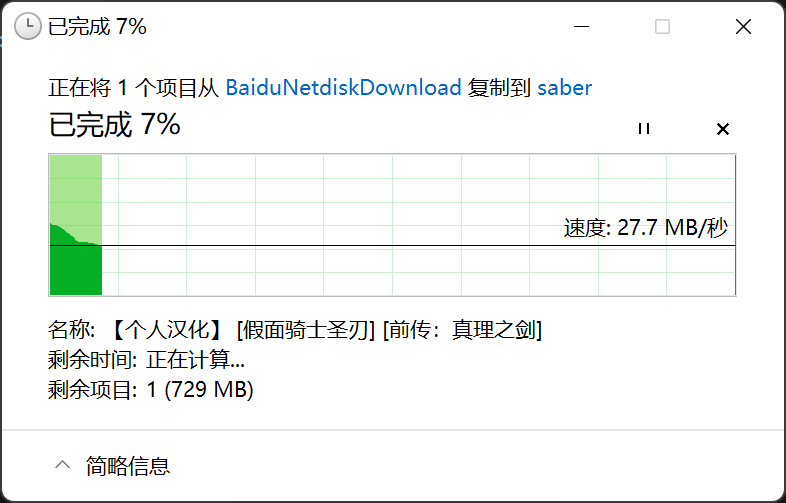 已完成 7%
正在将 1 个项目从 BaiduNetdiskDownload 复制到 saber
已完成 7%
速度: 27.7 MB/秒
名称: 【个人汉化】 [假面骑士圣刃] [前传：真理之剑]
剩余时间: 正在计算...
剩余项目: 1 (729 MB)
简略信息